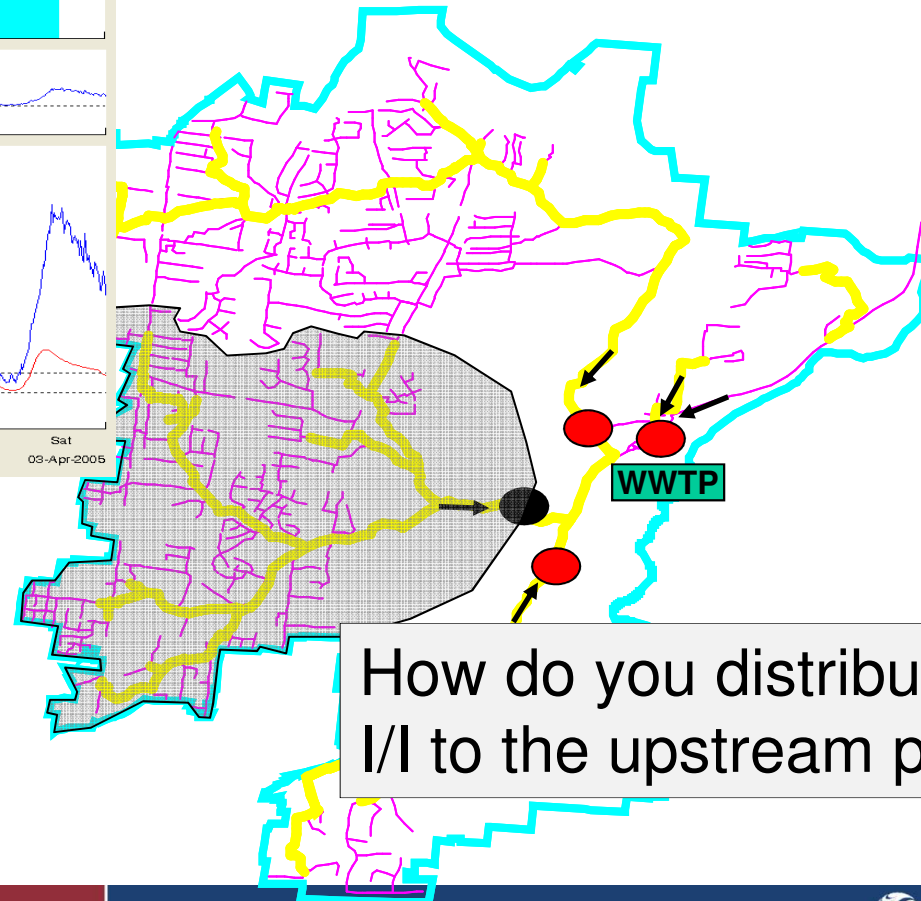 Sat
03-Apr-2005
WWTP
How do you distribu
I/I to the upstream p